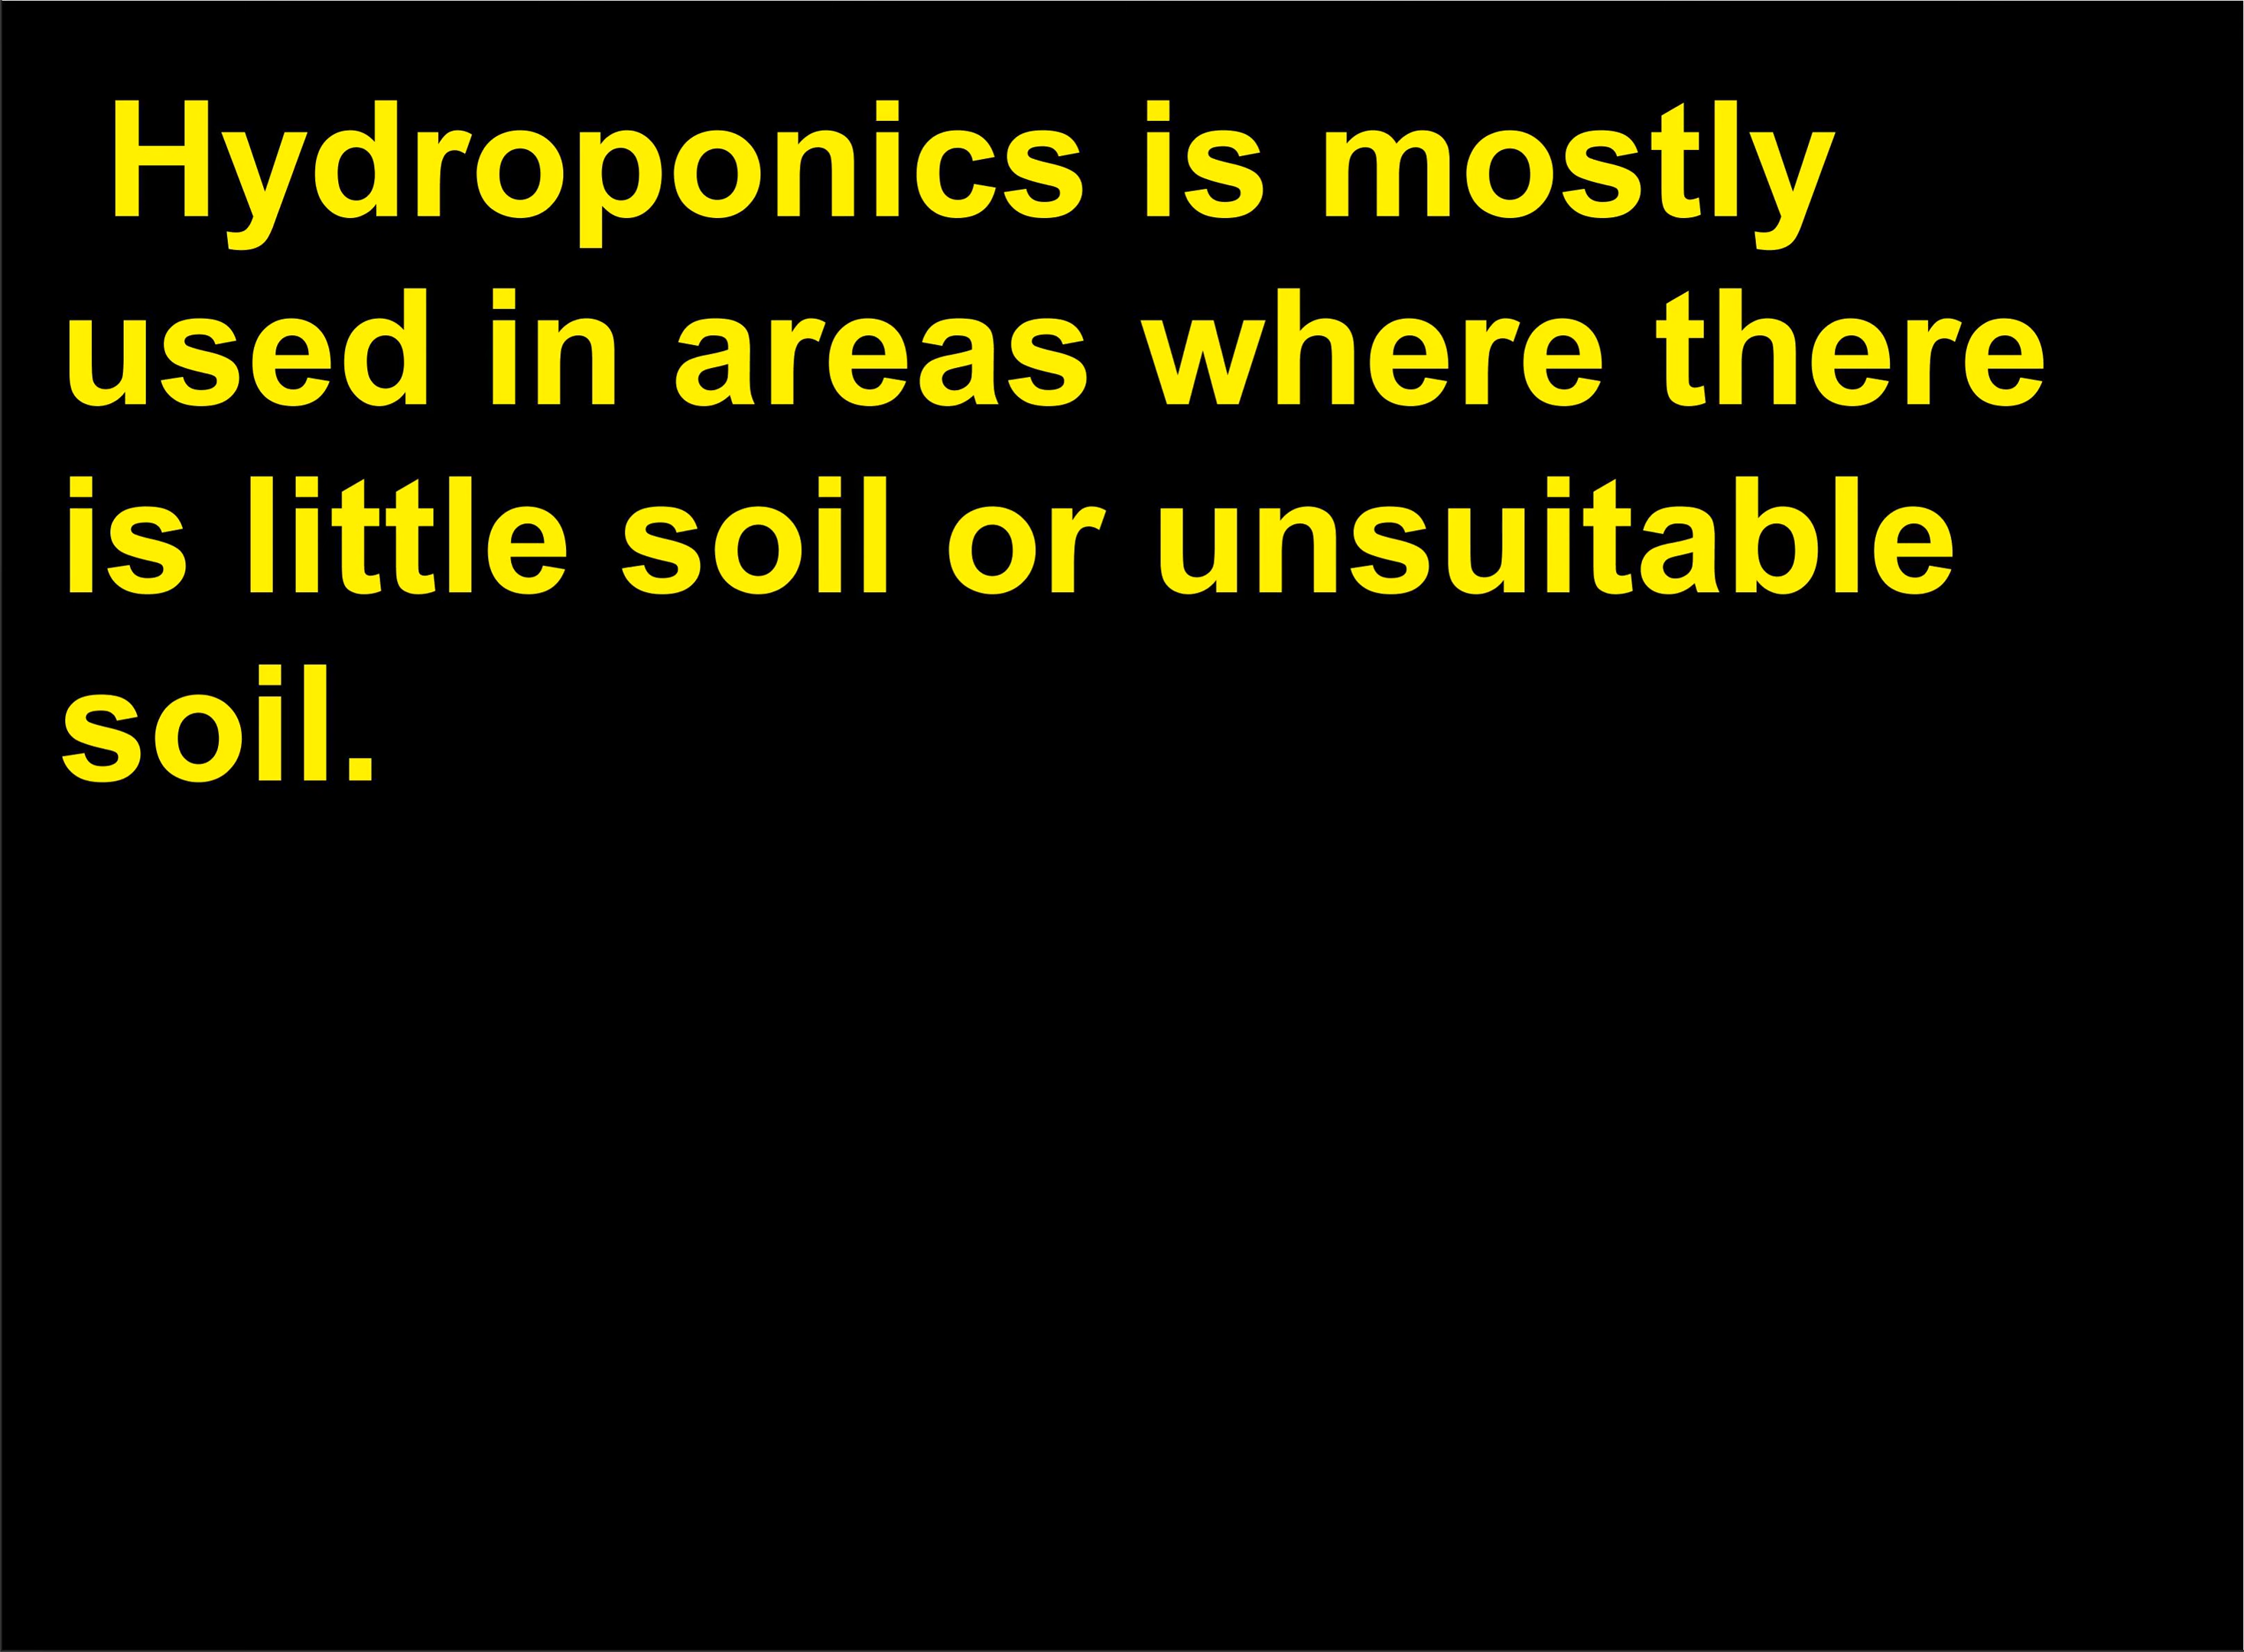 Hydroponics is mostly
used in areas where there
is little soil or unsuitable
soil.